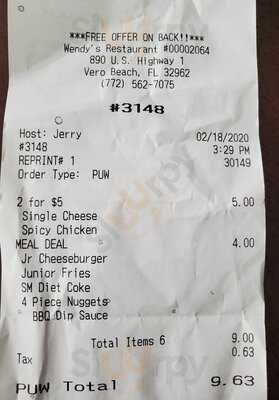 ***FREE OFFER ON BACK!!***
Wendy's Restaurant #00002064
890 U.S. Highway 1
Vero Beach, FL 32962
(772) 562-7075
#3148
Host: Jerry 02/18/2020
#3148 3:29 PM
REPRINT# 1 30149
Order Type: PUW
2 for $5 5.00
Single Cheese
Spicy Chicken
MEAL DEAL 4.00
Jr Cheeseburger
Junior Fries
SM Diet Coke
4 Piece Nuggets
BBQ Dip Sauce
Total Items 6 9.00
Tax 0.63
PUW Total 9.63